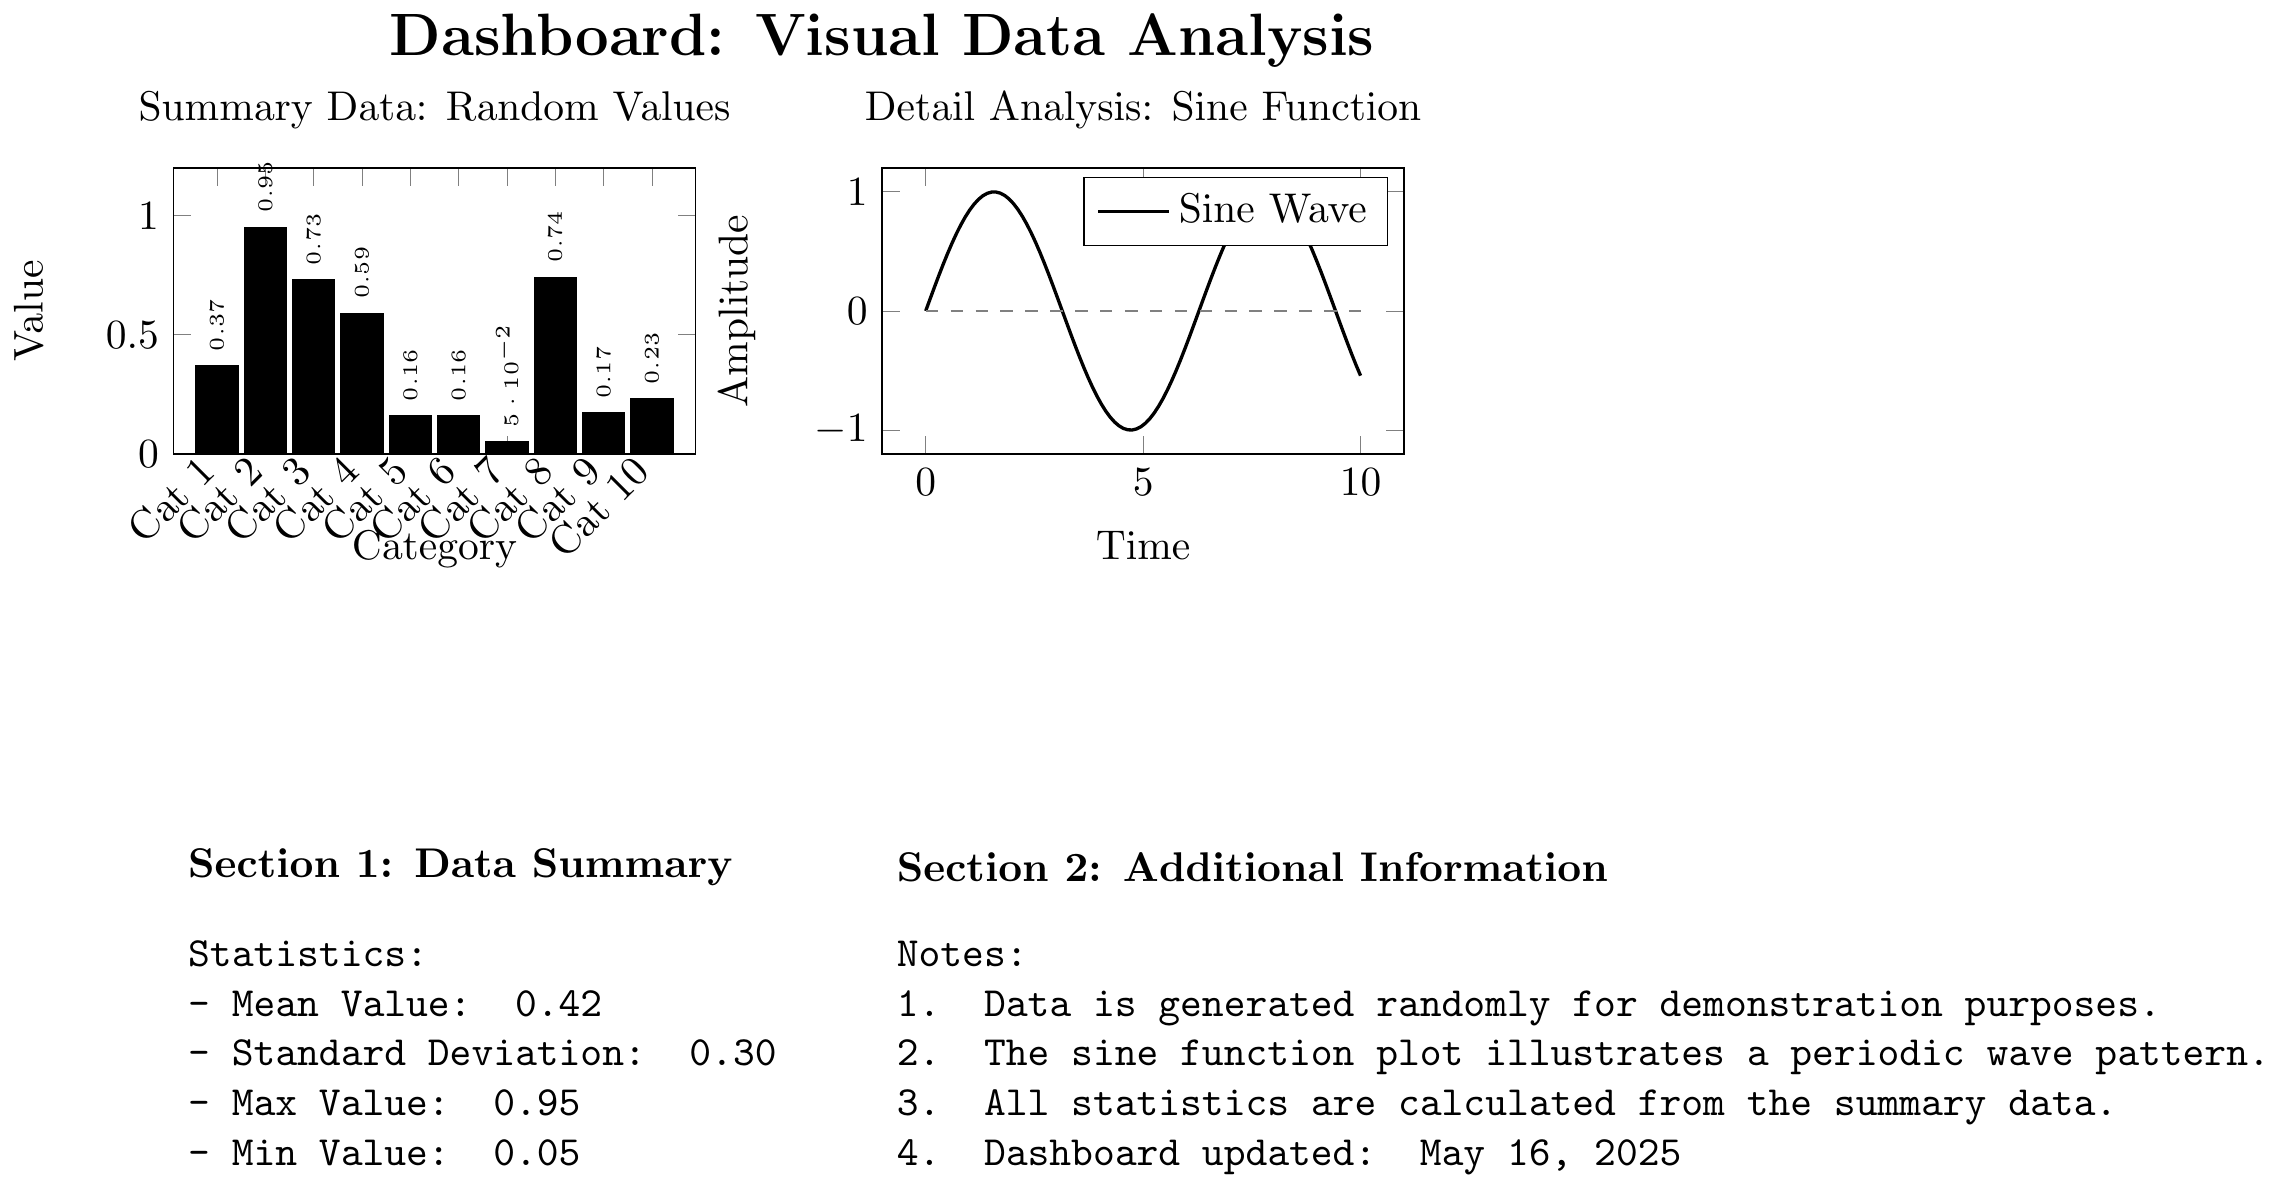 Dashboard: Visual Data Analysis
Summary Data: Random Values
Value
1
0.5
0
0.37
0.95
0.73
0.59
0.16
0.16
5 · 10⁻²
0.74
0.17
0.23
Cat 1
Cat 2
Cat 3
Cat 4
Cat 5
Cat 6
Cat 7
Cat 8
Cat 9
Cat 10
Category
Detail Analysis: Sine Function
Amplitude
1
0
−1
Sine Wave
0
5
10
Time
Section 1: Data Summary
Statistics:
- Mean Value: 0.42
- Standard Deviation: 0.30
- Max Value: 0.95
- Min Value: 0.05
Section 2: Additional Information
Notes:
1. Data is generated randomly for demonstration purposes.
2. The sine function plot illustrates a periodic wave pattern.
3. All statistics are calculated from the summary data.
4. Dashboard updated: May 16, 2025